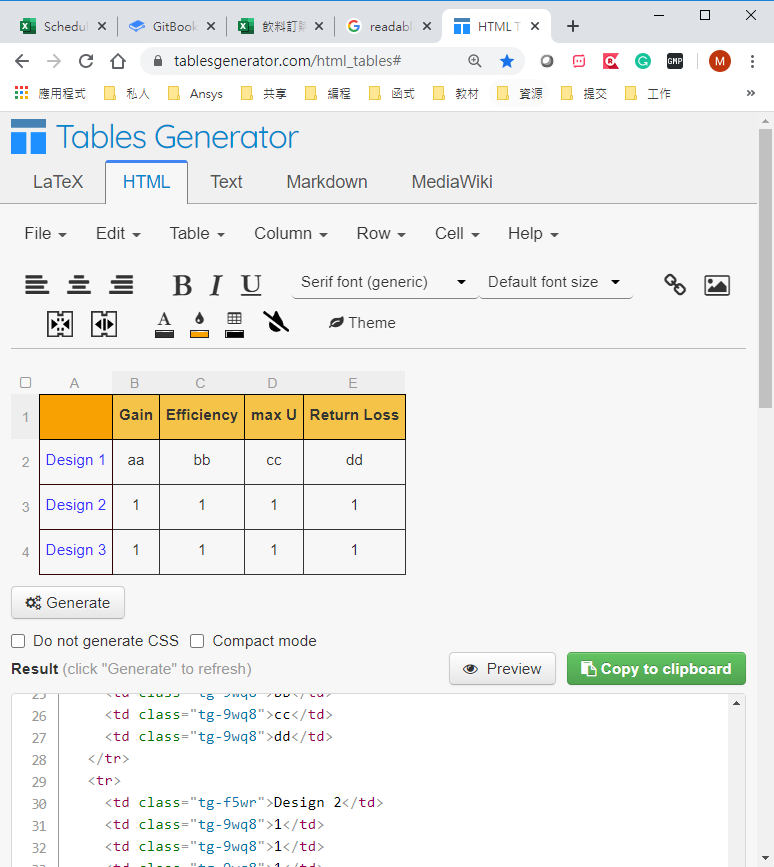 Schedul
GitBook
飲料訂購
readabl
HTML T
tablesgenerator.com/html_tables#
GMP
M
應用程式
私人
Ansys
共享
編程
函式
教材
資源
提交
工作
Tables Generator
LaTeX HTML Text Markdown MediaWiki
File Edit Table Column Row Cell Help
B I U Serif font (generic) Default font size
A Theme
A B C D E
1 Gain Efficiency max U Return Loss
2 Design 1 aa bb cc dd
3 Design 2 1 1 1 1
4 Design 3 1 1 1 1
Generate
Do not generate CSS Compact mode
Result (click "Generate" to refresh) Preview Copy to clipboard
25 <td class="tg-9wq8">bb</td>
26 <td class="tg-9wq8">cc</td>
27 <td class="tg-9wq8">dd</td>
28 </tr>
29 <tr>
30 <td class="tg-f5wr">Design 2</td>
31 <td class="tg-9wq8">1</td>
32 <td class="tg-9wq8">1</td>
33 <td class="tg-9wq8">1</td>